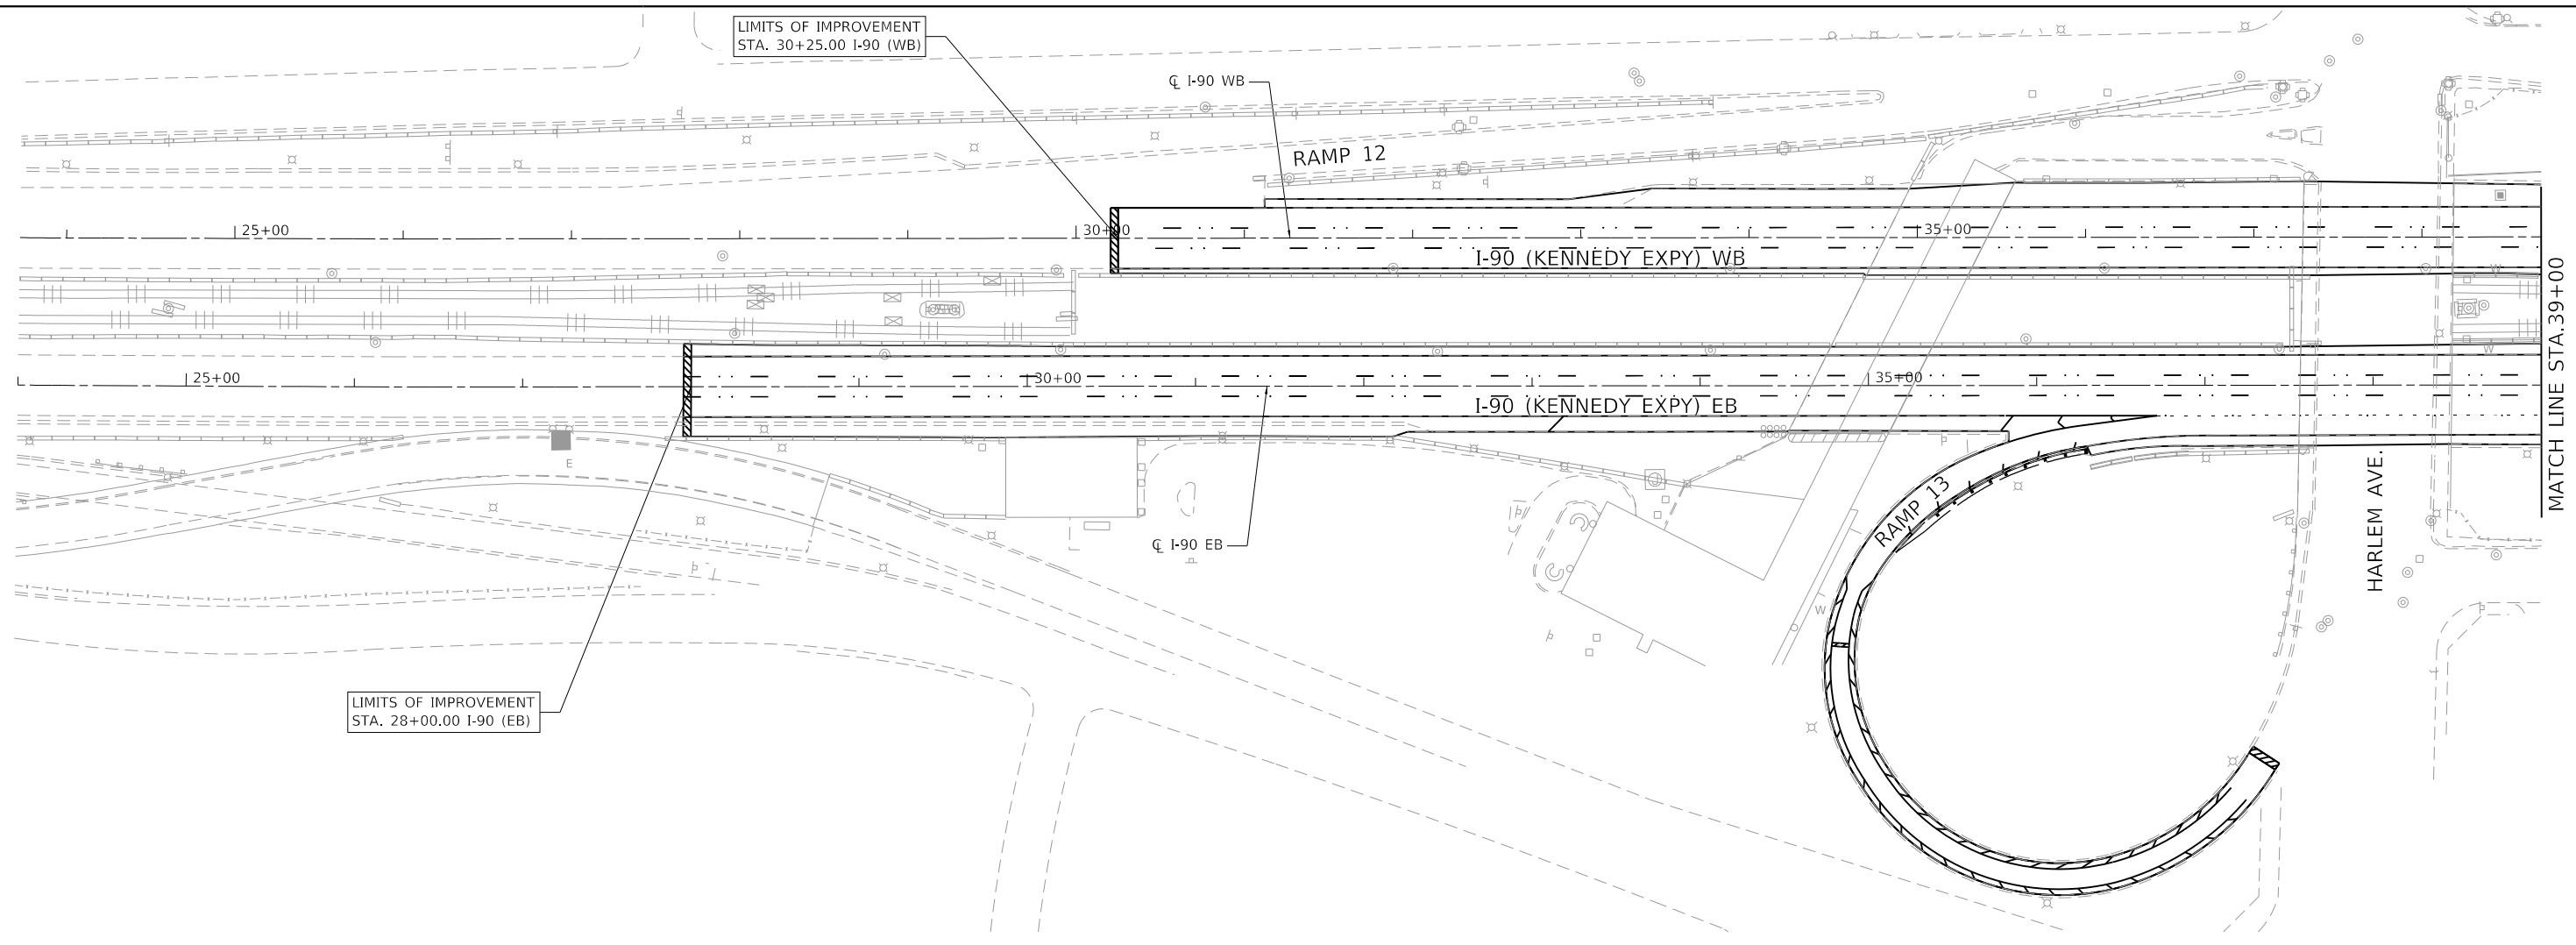 LIMITS OF IMPROVEMENT
STA. 30+25.00 I-90 (WB)
℄ I-90 WB
RAMP 12
25+00
30+00
35+00
I-90 (KENNEDY EXPY) WB
W
MATCH LINE STA.39+00
W
25+00
30+00
35+00
I-90 (KENNEDY EXPY) EB
E
RAMP 13
HARLEM AVE.
℄ I-90 EB
W
LIMITS OF IMPROVEMENT
STA. 28+00.00 I-90 (EB)